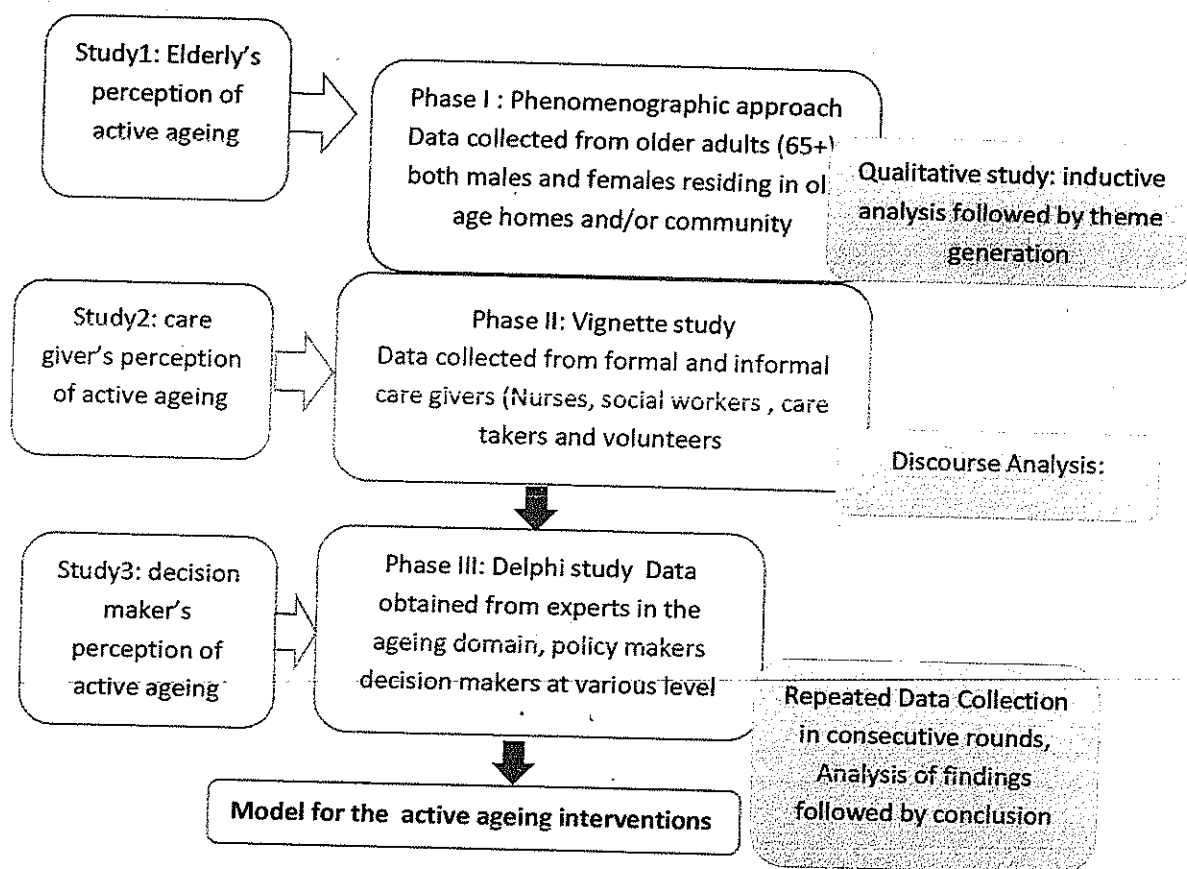 Study1: Elderly's
perception of
active ageing
Phase I : Phenomenographic approach
Data collected from older adults (65+)
both males and females residing in ol
age homes and/or community
Qualitative study: inductive
analysis followed by theme
generation
Study2: care
giver's perception
of active ageing
Phase II: Vignette study
Data collected from formal and informal
care givers (Nurses, social workers , care
takers and volunteers
Discourse Analysis:
Study3: decision
maker's
perception of
active ageing
Phase III: Delphi study Data
obtained from experts in the
ageing domain, policy makers
decision makers at various level
Repeated Data Collection
in consecutive rounds,
Analysis of findings
followed by conclusion
Model for the active ageing interventions